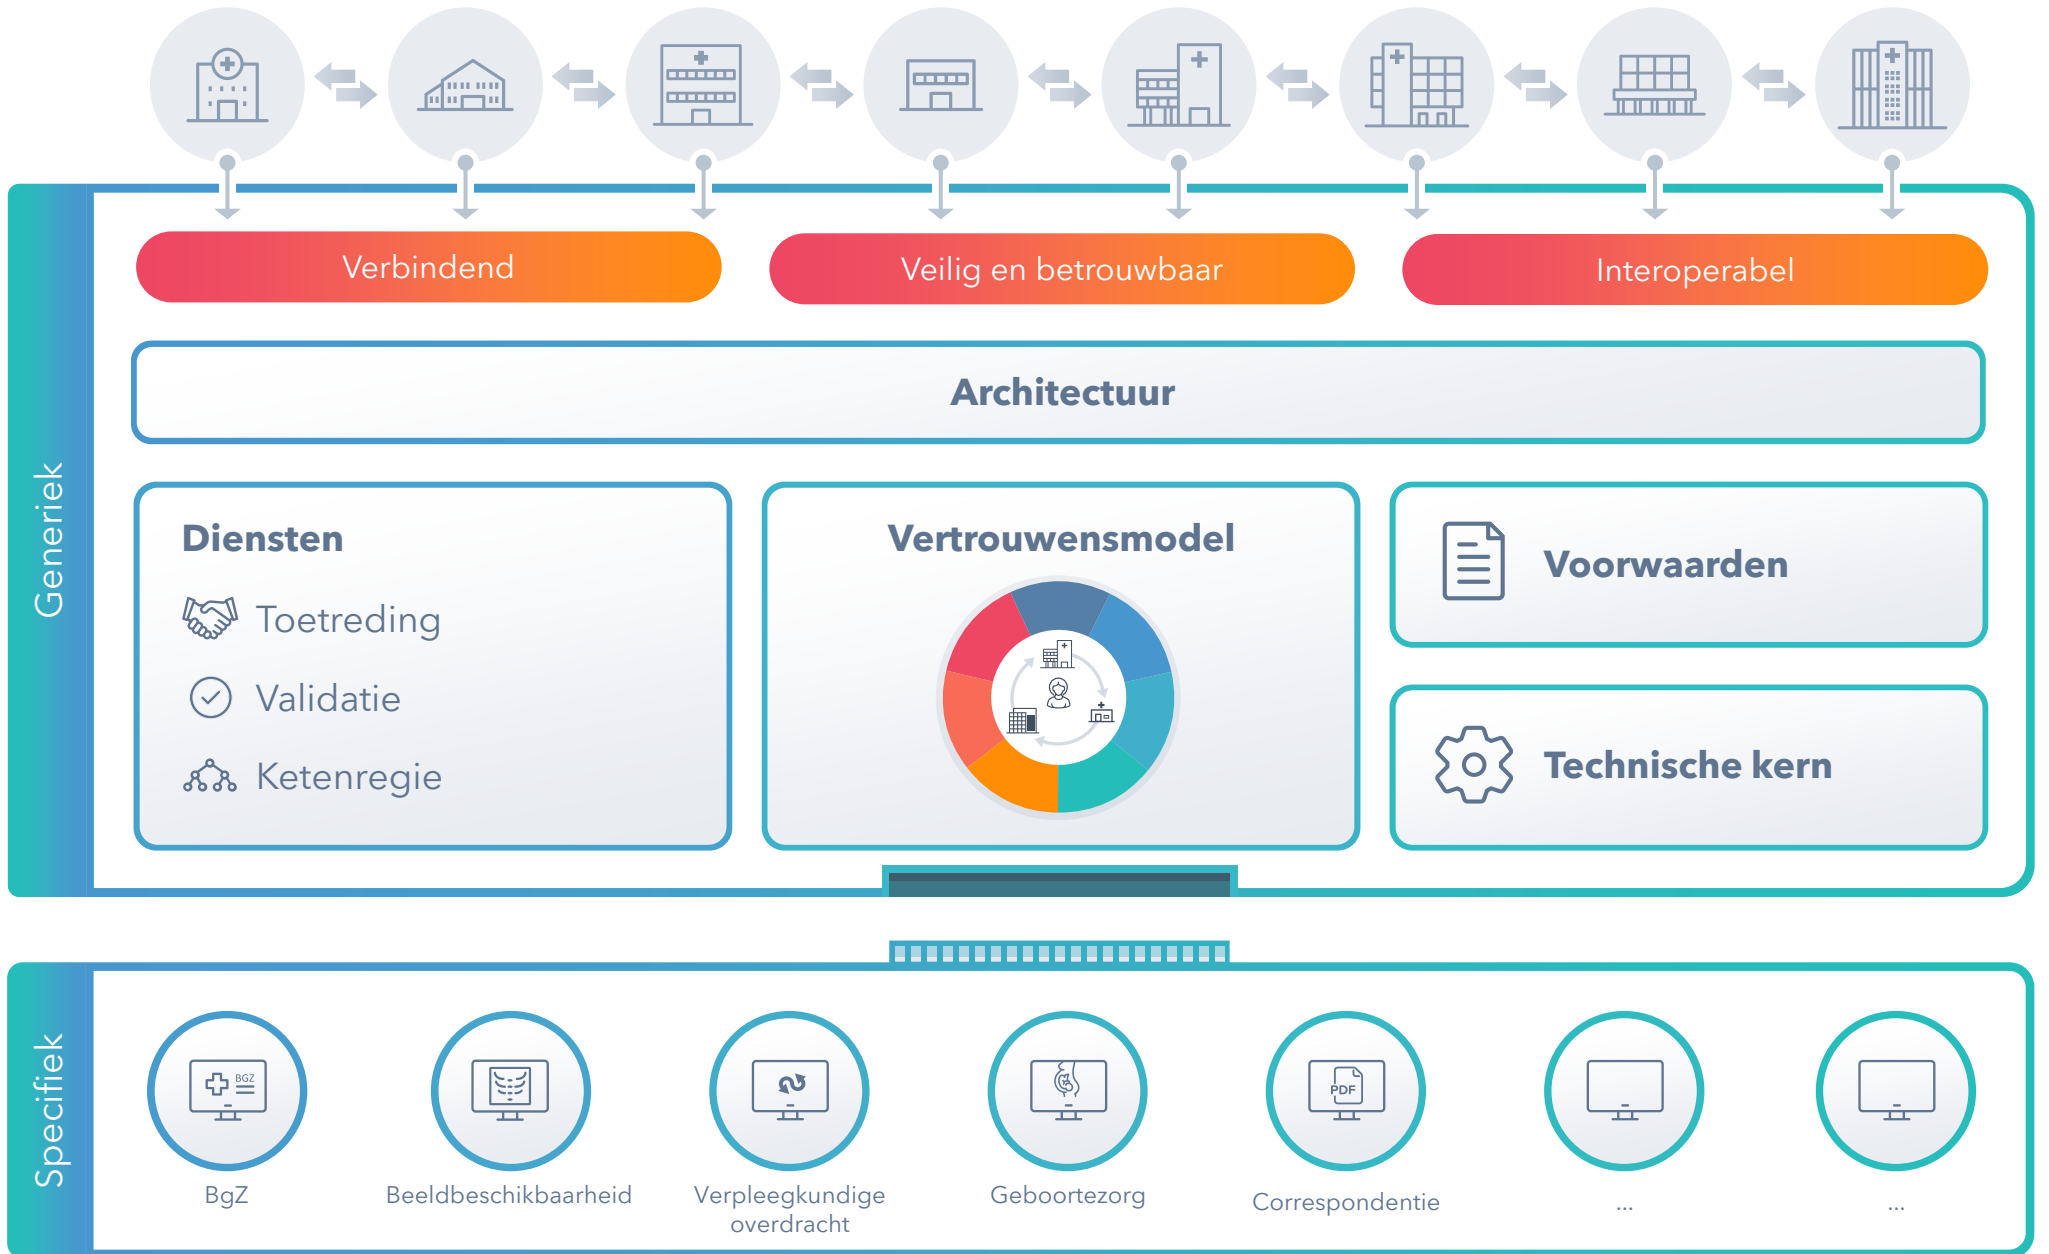 Generiek
Verbindend
Veilig en betrouwbaar
Interoperabel
Architectuur
Diensten
Toetreding
Validatie
Ketenregie
Vertrouwensmodel
Voorwaarden
Technische kern
Specifiek
BGZ
PDF
BgZ
Beeldbeschikbaarheid
Verpleegkundige
overdracht
Geboortezorg
Correspondentie
...
...